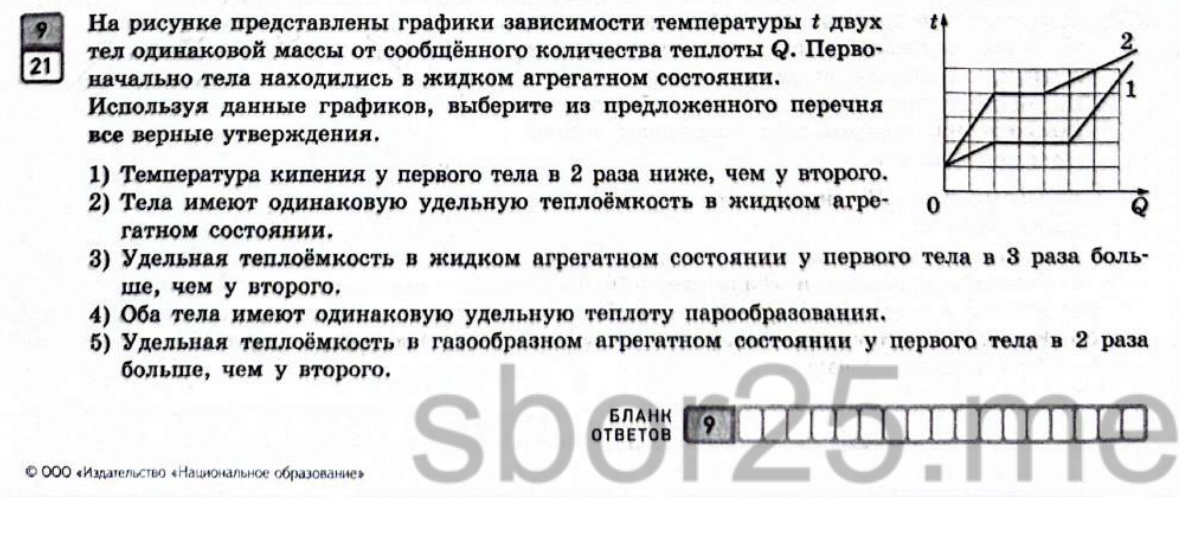 9
21
На рисунке представлены графики зависимости температуры t двух
тел одинаковой массы от сообщённого количества теплоты Q. Перво-
начально тела находились в жидком агрегатном состоянии.
Используя данные графиков, выберите из предложенного перечня
все верные утверждения.
1) Температура кипения у первого тела в 2 раза ниже, чем у второго.
2) Тела имеют одинаковую удельную теплоёмкость в жидком агре-
гатном состоянии.
3) Удельная теплоёмкость в жидком агрегатном состоянии у первого тела в 3 раза боль-
ше, чем у второго.
4) Оба тела имеют одинаковую удельную теплоту парообразования.
5) Удельная теплоёмкость в газообразном агрегатном состоянии у первого тела в 2 раза
больше, чем у второго.
t
2
1
0
Q
БЛАНК
ОТВЕТОВ
9
sbor25.me
© ООО «Издательство «Национальное образование»